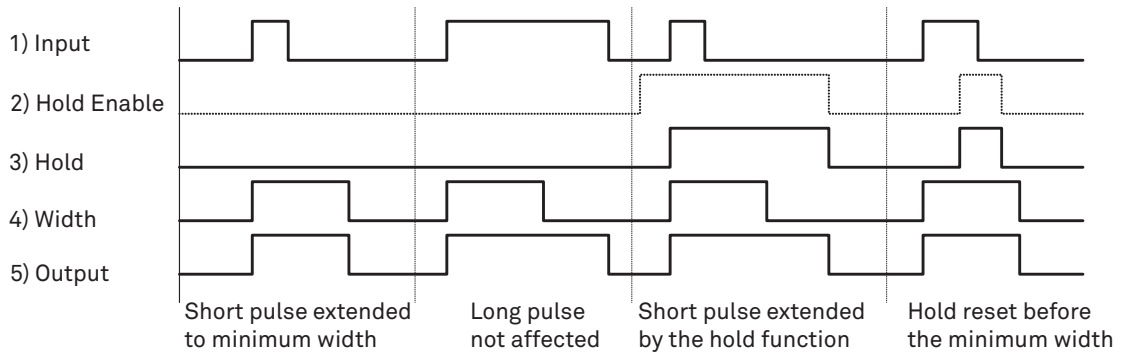 1) Input
2) Hold Enable
3) Hold
4) Width
5) Output
Short pulse extended
to minimum width
Long pulse
not affected
Short pulse extended
by the hold function
Hold reset before
the minimum width